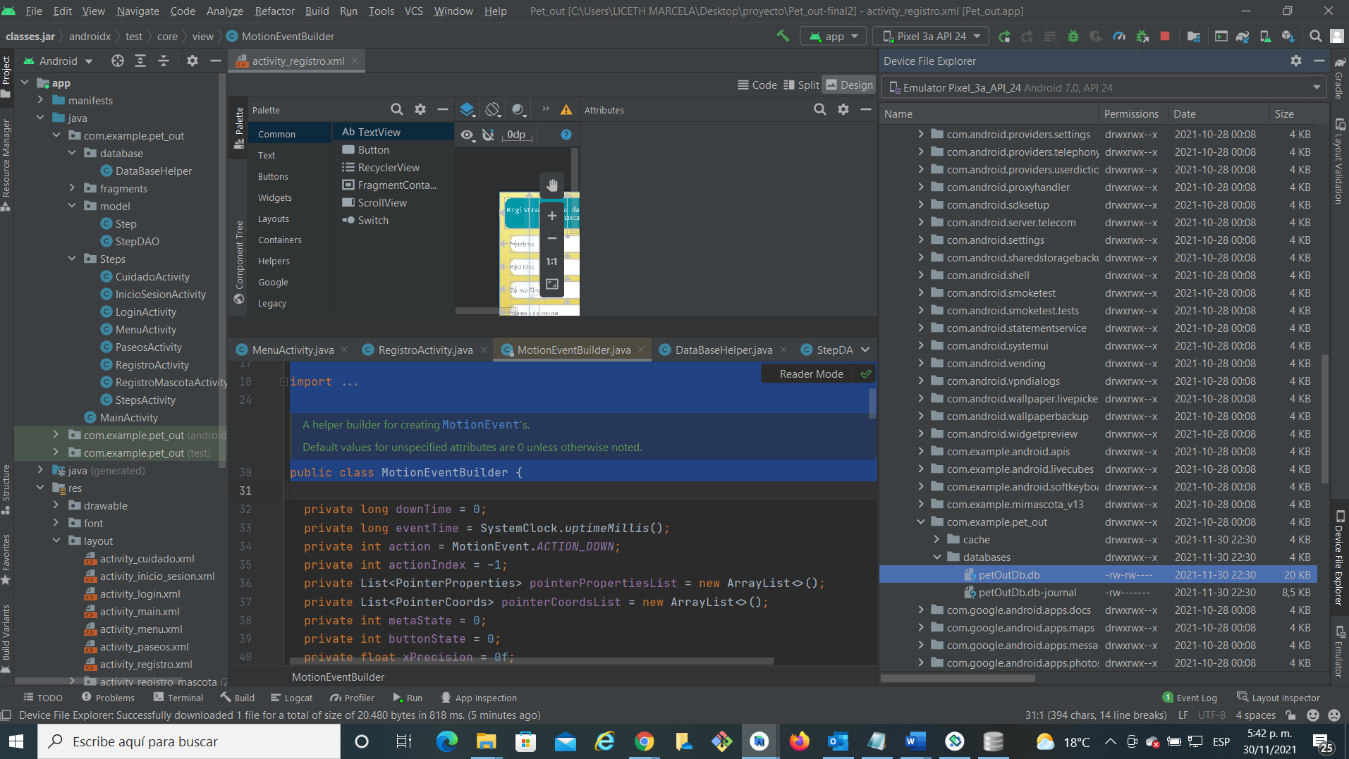 File Edit View Navigate Code Analyze Refactor Build Run Tools VCS Window Help Pet_out [C:\Users\LICETH MARCELA\Desktop\proyecto\Pet_out-final2] - activity_registro.xml [Pet_out.app]
classes.jar androidx test core view MotionEventBuilder app Pixel 3a API 24
Project
Resource Manager
Structure
Favorites
Build Variants
Android
app
manifests
java
com.example.pet_out
database
DataBaseHelper
fragments
model
Step
StepDAO
Steps
CuidadoActivity
InicioSesionActivity
LoginActivity
MenuActivity
PaseosActivity
RegistroActivity
RegistroMascotaActivity
StepsActivity
MainActivity
com.example.pet_out (android
com.example.pet_out (test)
java (generated)
res
drawable
font
layout
activity_cuidado.xml
activity_inicio_sesion.xml
activity_login.xml
activity_main.xml
activity_menu.xml
activity_paseos.xml
activity_registro.xml
activity_registro_mascota (2
activity_registro.xml
Code Split Design
Palette
Component Tree
Palette
Common
Text
Buttons
Widgets
Layouts
Containers
Helpers
Google
Legacy
Ab TextView
Button
RecyclerView
FragmentConta...
ScrollView
Switch
0dp
1:1
Attributes
MenuActivity.java RegistroActivity.java MotionEventBuilder.java DataBaseHelper.java StepDA
Reader Mode
17
18 import ...
24
A helper builder for creating MotionEvent's.
Default values for unspecified attributes are 0 unless otherwise noted.
30 public class MotionEventBuilder {
31
32 private long downTime = 0;
33 private long eventTime = SystemClock.uptimeMillis();
34 private int action = MotionEvent.ACTION_DOWN;
35 private int actionIndex = -1;
36 private List<PointerProperties> pointerPropertiesList = new ArrayList<>();
37 private List<PointerCoords> pointerCoordsList = new ArrayList<>();
38 private int metaState = 0;
39 private int buttonState = 0;
40 private float xPrecision = 0f;
MotionEventBuilder
Device File Explorer
Emulator Pixel_3a_API_24 Android 7.0, API 24
Name Permissions Date Size
com.android.providers.settings drwxrwx--x 2021-10-28 00:08 4 KB
com.android.providers.telephony drwxrwx--x 2021-10-28 00:08 4 KB
com.android.providers.userdictic drwxrwx--x 2021-10-28 00:08 4 KB
com.android.proxyhandler drwxrwx--x 2021-10-28 00:08 4 KB
com.android.sdksetup drwxrwx--x 2021-10-28 00:08 4 KB
com.android.server.telecom drwxrwx--x 2021-10-28 00:08 4 KB
com.android.settings drwxrwx--x 2021-10-28 00:08 4 KB
com.android.sharedstoragebacku drwxrwx--x 2021-10-28 00:08 4 KB
com.android.shell drwxrwx--x 2021-10-28 00:08 4 KB
com.android.smoketest drwxrwx--x 2021-10-28 00:08 4 KB
com.android.smoketest.tests drwxrwx--x 2021-10-28 00:08 4 KB
com.android.statementservice drwxrwx--x 2021-10-28 00:08 4 KB
com.android.systemui drwxrwx--x 2021-10-28 00:08 4 KB
com.android.vending drwxrwx--x 2021-10-28 00:08 4 KB
com.android.vpndialogs drwxrwx--x 2021-10-28 00:08 4 KB
com.android.wallpaper.livepicke drwxrwx--x 2021-10-28 00:08 4 KB
com.android.wallpaperbackup drwxrwx--x 2021-10-28 00:08 4 KB
com.android.widgetpreview drwxrwx--x 2021-10-28 00:08 4 KB
com.example.android.apis drwxrwx--x 2021-10-28 00:08 4 KB
com.example.android.livecubes drwxrwx--x 2021-10-28 00:08 4 KB
com.example.android.softkeyboa drwxrwx--x 2021-10-28 00:08 4 KB
com.example.mimascota_v13 drwxrwx--x 2021-10-28 00:08 4 KB
com.example.pet_out drwxrwx--x 2021-10-28 00:08 4 KB
cache drwxrwx--x 2021-11-30 22:30 4 KB
databases drwxrwx--x 2021-11-30 22:30 4 KB
petOutDb.db -rw-rw---- 2021-11-30 22:30 20 KB
petOutDb.db-journal -rw------- 2021-11-30 22:30 8,5 KB
com.google.android.apps.docs drwxrwx--x 2021-10-28 00:08 4 KB
com.google.android.apps.maps drwxrwx--x 2021-10-28 00:08 4 KB
com.google.android.apps.messa drwxrwx--x 2021-10-28 00:08 4 KB
com.google.android.apps.photo drwxrwx--x 2021-10-28 00:08 4 KB
Gradle
Layout Validation
Device File Explorer
Emulator
TODO Problems Terminal Build Logcat Profiler Run App Inspection 1 Event Log Layout Inspector
Device File Explorer: Successfully downloaded 1 file for a total of size of 20.480 bytes in 818 ms. (5 minutes ago) 31:1 (394 chars, 14 line breaks) LF UTF-8 4 spaces
Escribe aquí para buscar 18°C ESP 5:42 p. m.
30/11/2021 25